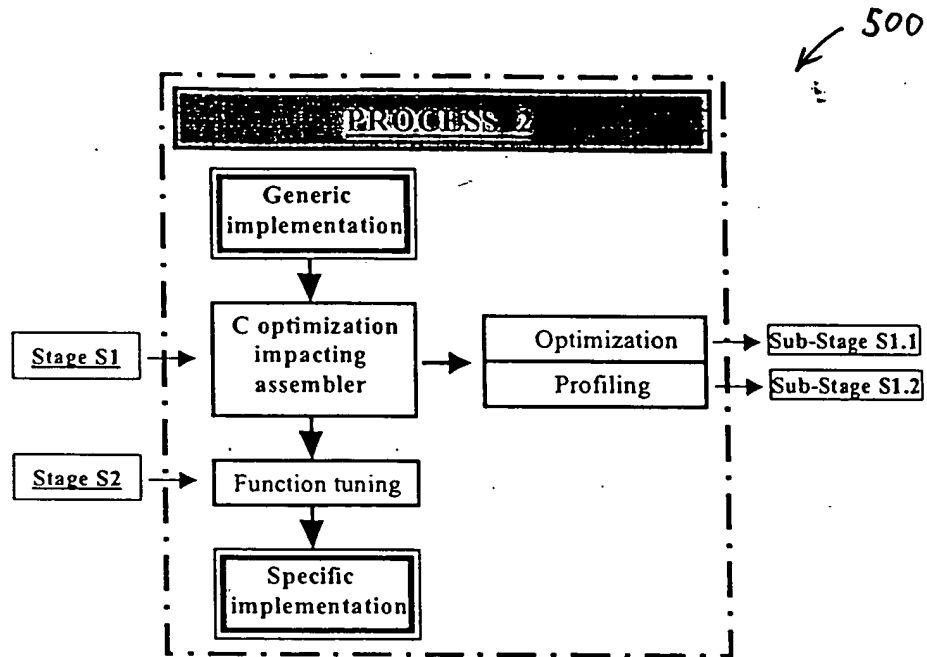 500
PROCESS 2
Generic
implementation
Stage S1
C optimization
impacting
assembler
Optimization
Profiling
Sub-Stage S1.1
Sub-Stage S1.2
Stage S2
Function tuning
Specific
implementation